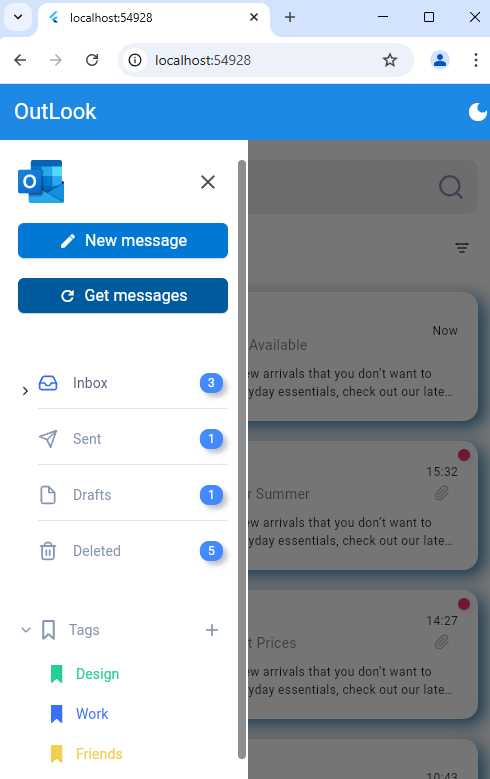 localhost:54928
localhost:54928
OutLook
O
New message
Get messages
Now
Available
Inbox
3
ew arrivals that you don’t want to
yday essentials, check out our late…
Sent
1
15:32
r Summer
Drafts
1
ew arrivals that you don’t want to
yday essentials, check out our late…
Deleted
5
14:27
Tags
t Prices
Design
ew arrivals that you don’t want to
yday essentials, check out our late…
Work
Friends
10:43